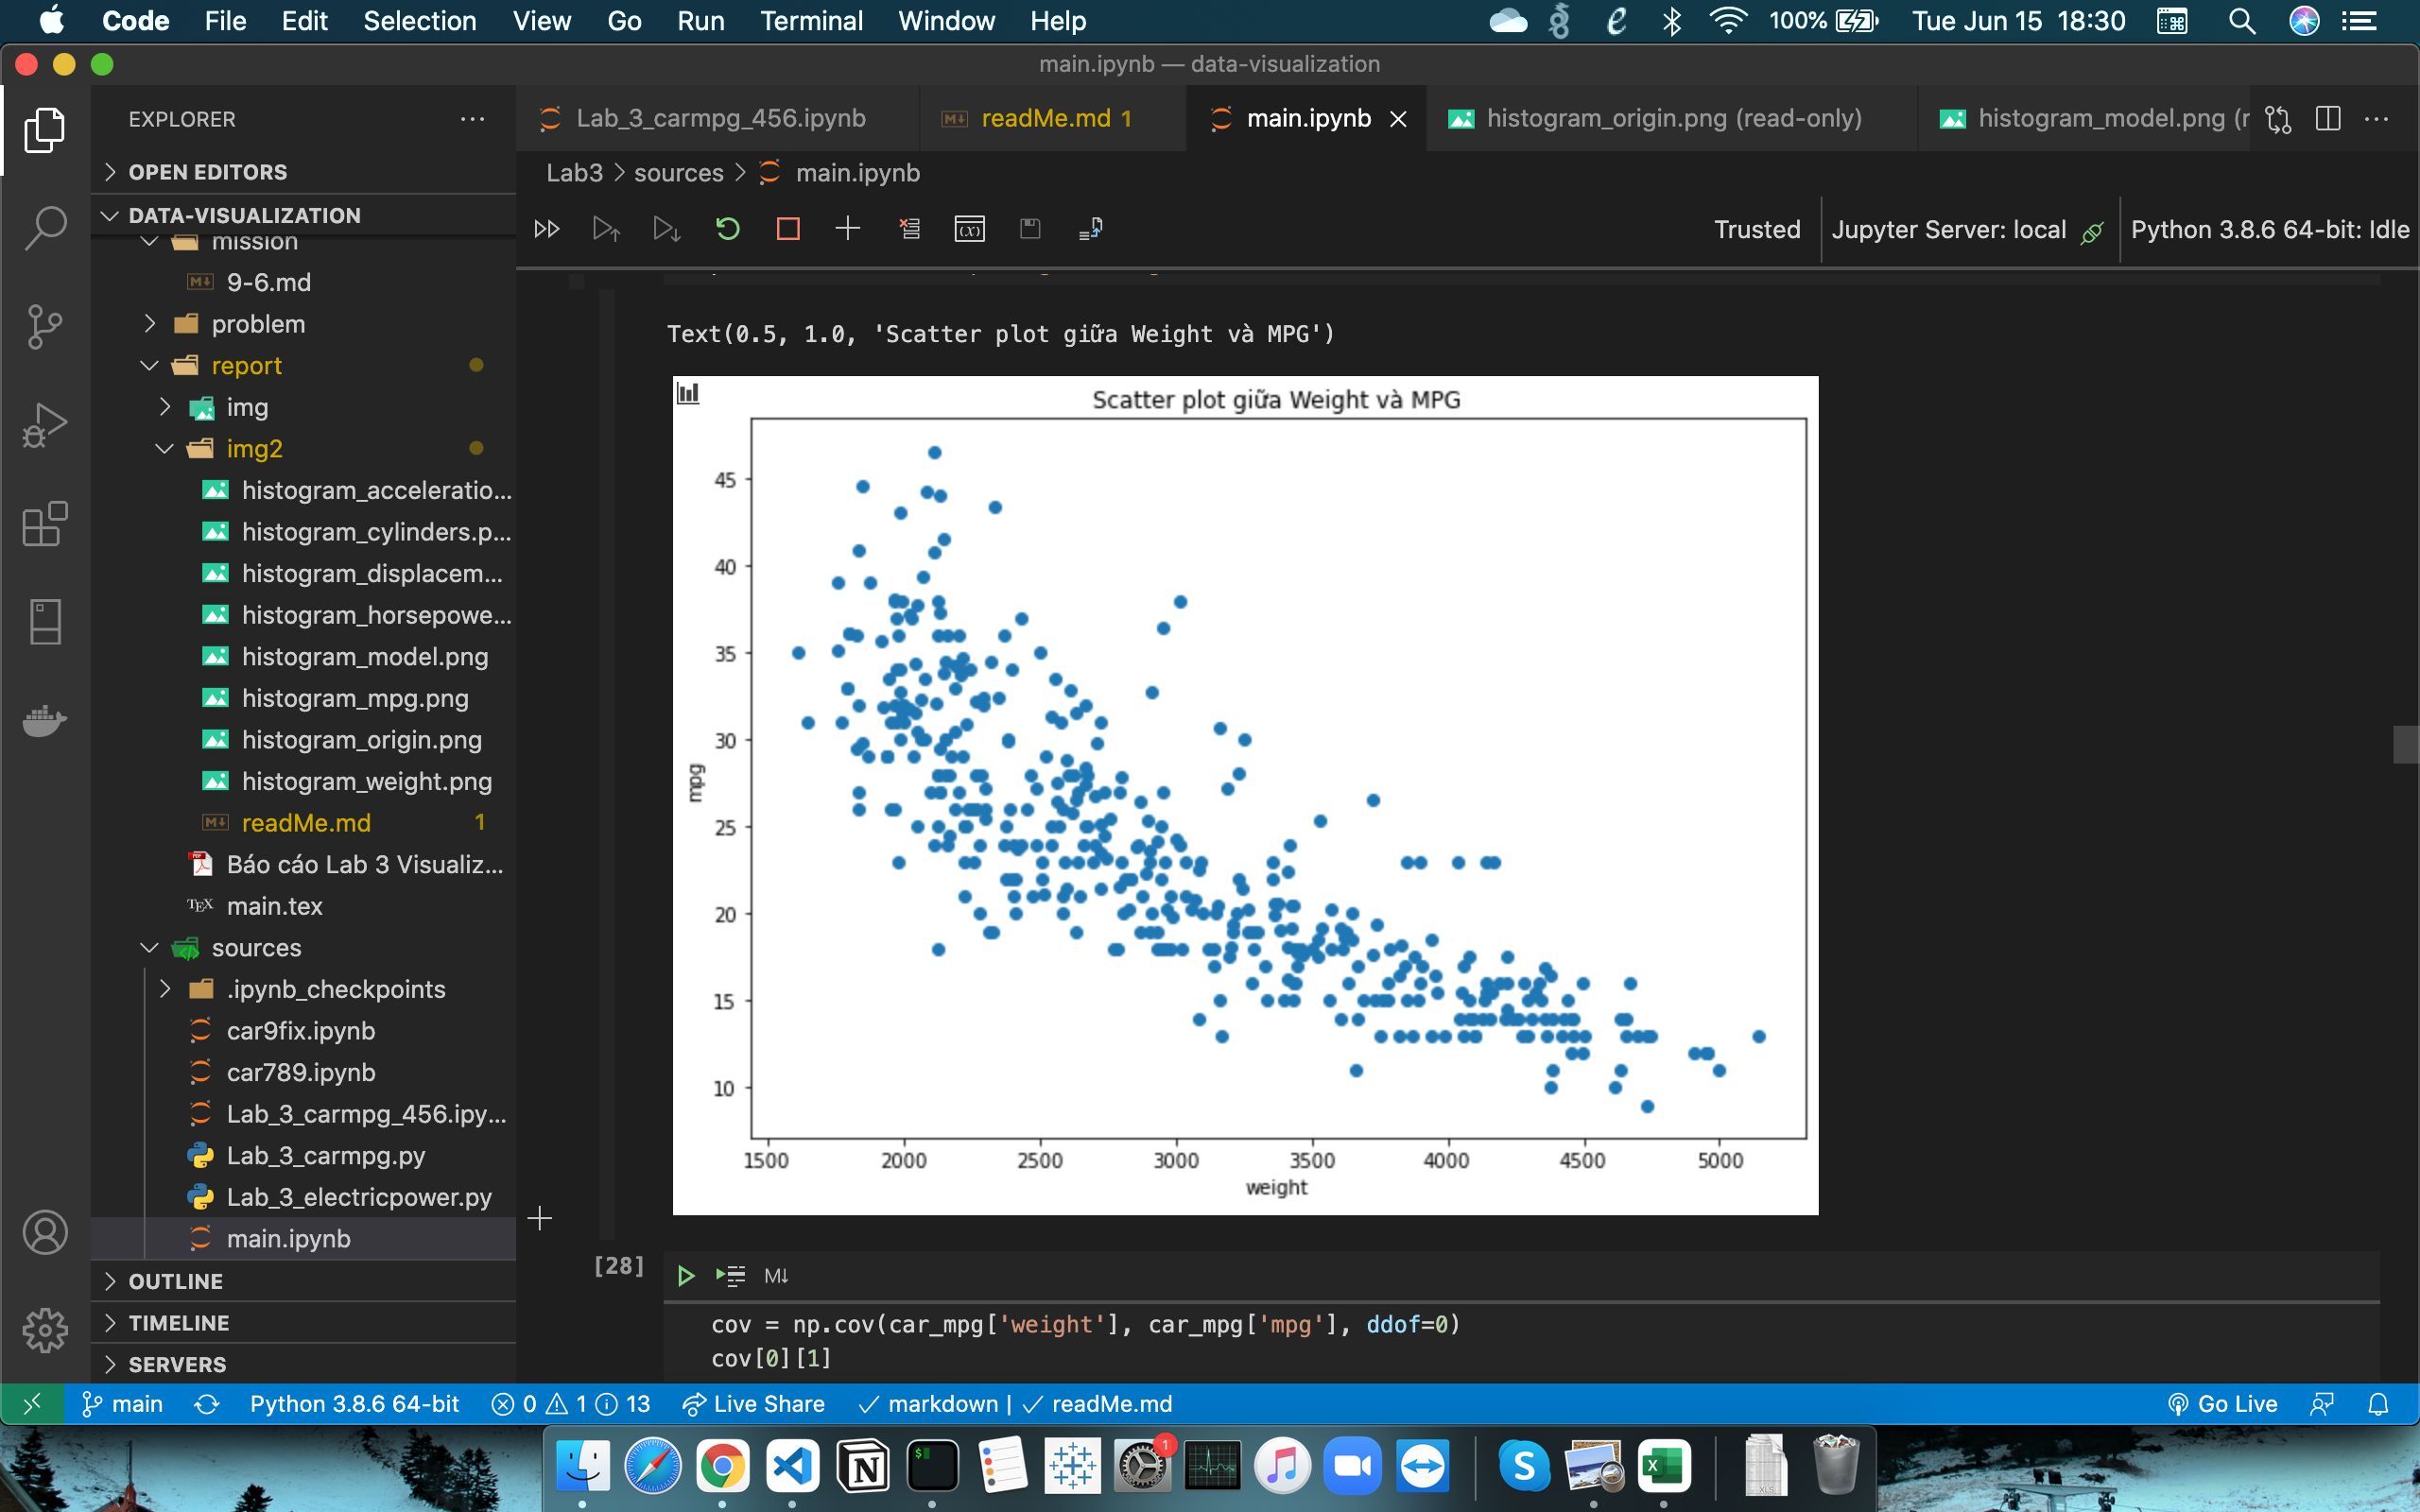 Code File Edit Selection View Go Run Terminal Window Help 100% Tue Jun 15 18:30
main.ipynb — data-visualization
EXPLORER
OPEN EDITORS
DATA-VISUALIZATION
mission
9-6.md
problem
report
img
img2
histogram_acceleratio...
histogram_cylinders.p...
histogram_displacem...
histogram_horsepowe...
histogram_model.png
histogram_mpg.png
histogram_origin.png
histogram_weight.png
readMe.md 1
Báo cáo Lab 3 Visualiz...
TEX main.tex
sources
.ipynb_checkpoints
car9fix.ipynb
car789.ipynb
Lab_3_carmpg_456.ipy...
Lab_3_carmpg.py
Lab_3_electricpower.py
main.ipynb
OUTLINE
TIMELINE
SERVERS
Lab_3_carmpg_456.ipynb readMe.md 1 main.ipynb histogram_origin.png (read-only) histogram_model.png (r
Lab3 > sources > main.ipynb
Trusted Jupyter Server: local Python 3.8.6 64-bit: Idle
Text(0.5, 1.0, 'Scatter plot giữa Weight và MPG')
Scatter plot giữa Weight và MPG
45
40
35
30
25
20
15
10
mpg
1500 2000 2500 3000 3500 4000 4500 5000
weight
[28] M↓
cov = np.cov(car_mpg['weight'], car_mpg['mpg'], ddof=0)
cov[0][1]
main Python 3.8.6 64-bit 0 1 13 Live Share markdown | readMe.md Go Live
1